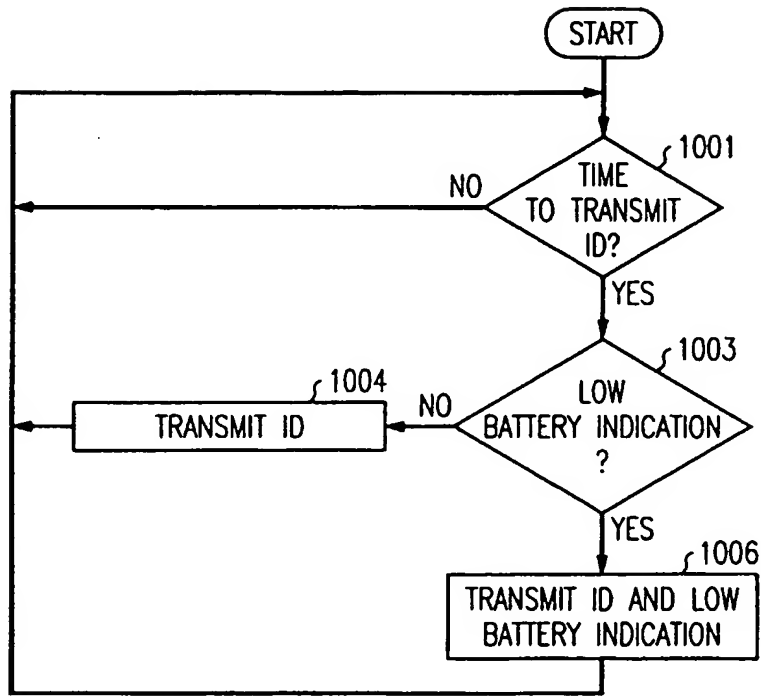 START
1001
TIME
TO TRANSMIT
ID?
NO
YES
1003
LOW
BATTERY INDICATION
?
NO
1004
TRANSMIT ID
YES
1006
TRANSMIT ID AND LOW
BATTERY INDICATION